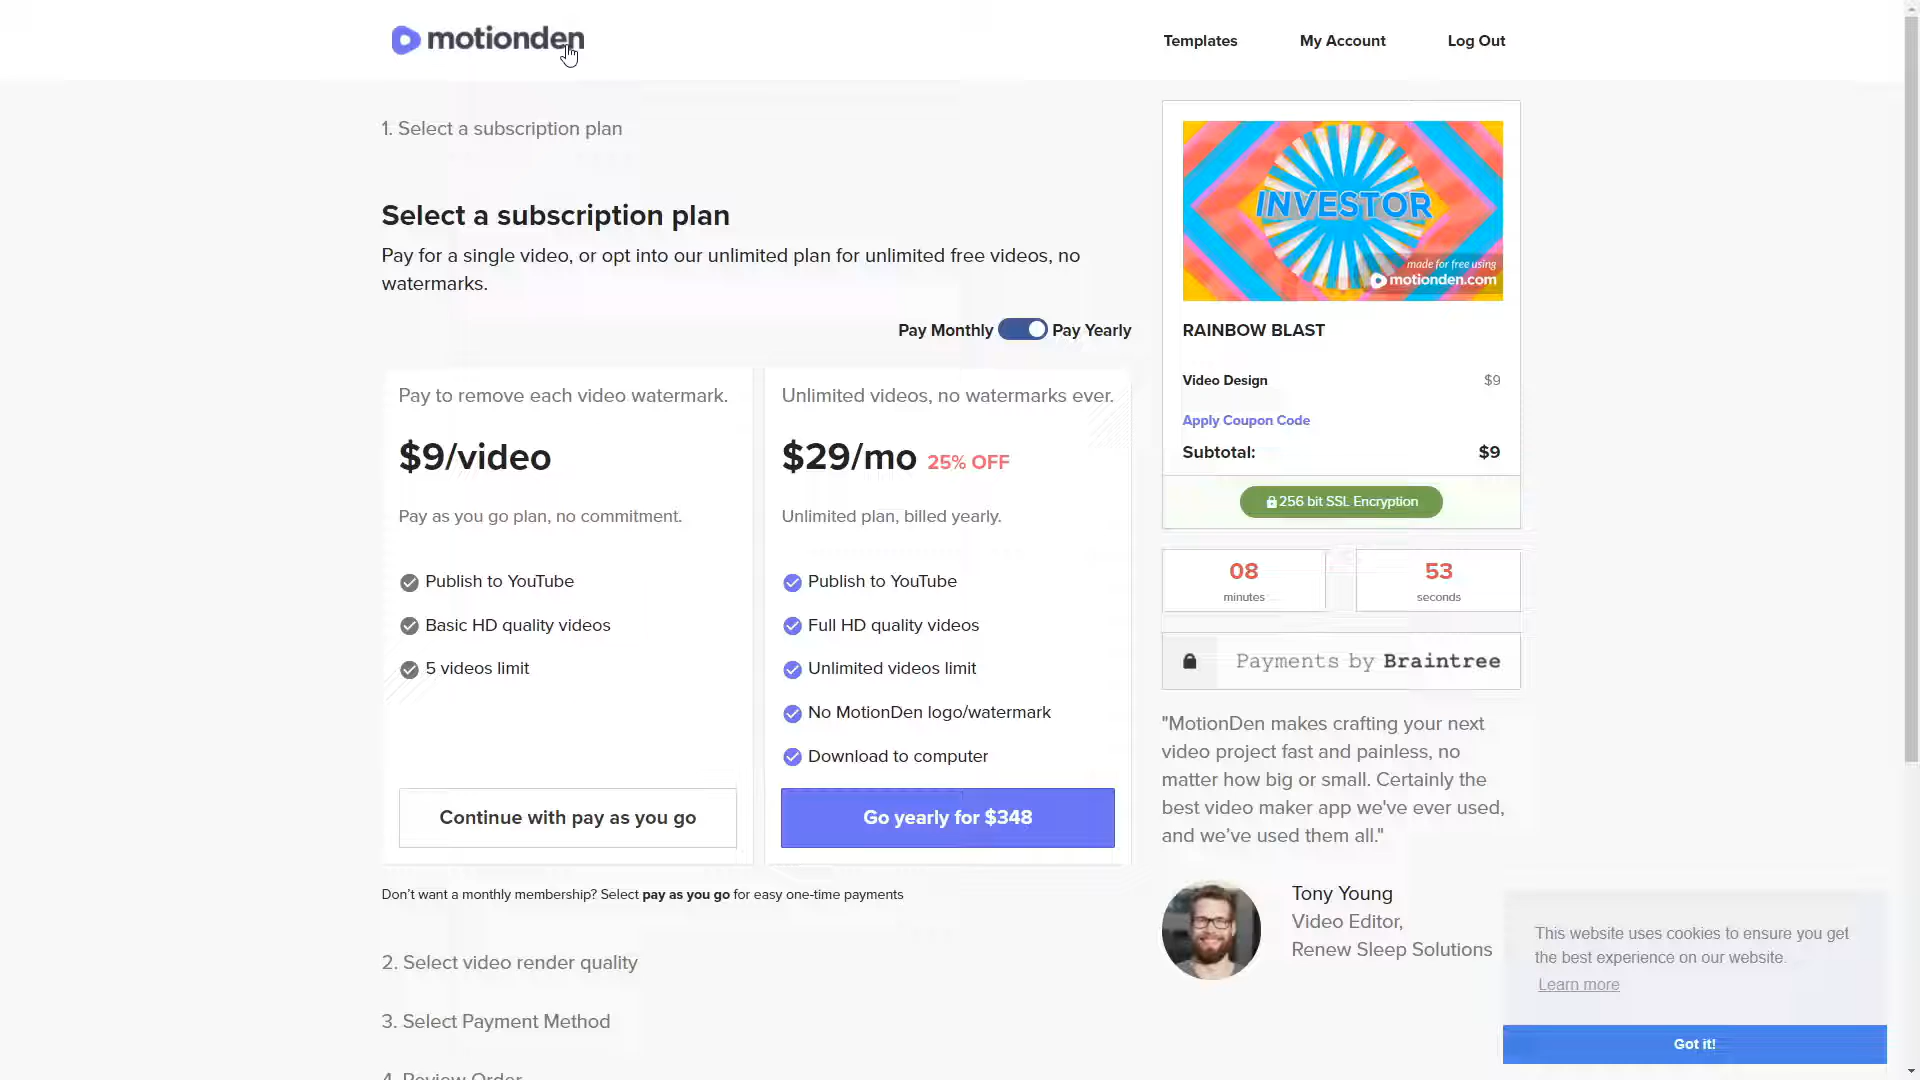 motionden
Templates
My Account
Log Out
1. Select a subscription plan
Select a subscription plan
Pay for a single video, or opt into our unlimited plan for unlimited free videos, no
watermarks.
Pay Monthly
Pay Yearly
Pay to remove each video watermark.
$9/video
Pay as you go plan, no commitment.
Publish to YouTube
Basic HD quality videos
5 videos limit
Continue with pay as you go
Unlimited videos, no watermarks ever.
$29/mo 25% OFF
Unlimited plan, billed yearly.
Publish to YouTube
Full HD quality videos
Unlimited videos limit
No MotionDen logo/watermark
Download to computer
Go yearly for $348
Don't want a monthly membership? Select pay as you go for easy one-time payments
2. Select video render quality
3. Select Payment Method
4. Review Order
INVESTOR
made for free using
motionden.com
RAINBOW BLAST
Video Design $9
Apply Coupon Code
Subtotal: $9
256 bit SSL Encryption
08
minutes
53
seconds
Payments by Braintree
"MotionDen makes crafting your next
video project fast and painless, no
matter how big or small. Certainly the
best video maker app we've ever used,
and we've used them all."
Tony Young
Video Editor,
Renew Sleep Solutions
This website uses cookies to ensure you get
the best experience on our website.
Learn more
Got it!